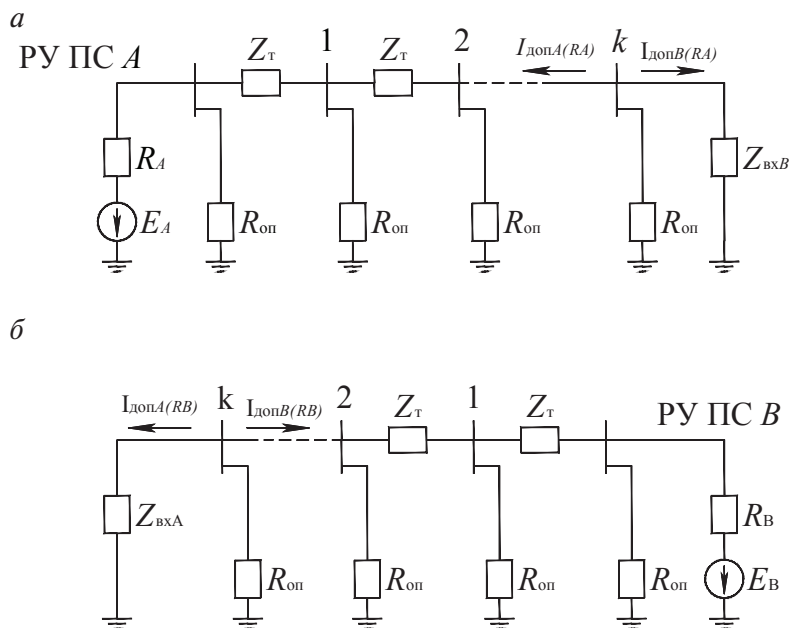 а
РУ ПС A
Zт 1 Zт 2 IдопA(RA) k IдопB(RA)
RA ZвхB
EA Rоп Rоп Rоп Rоп
б
IдопA(RB) k IдопB(RB) 2 Zт 1 Zт
РУ ПС B
ZвхA RB
Rоп Rоп Rоп Rоп EB